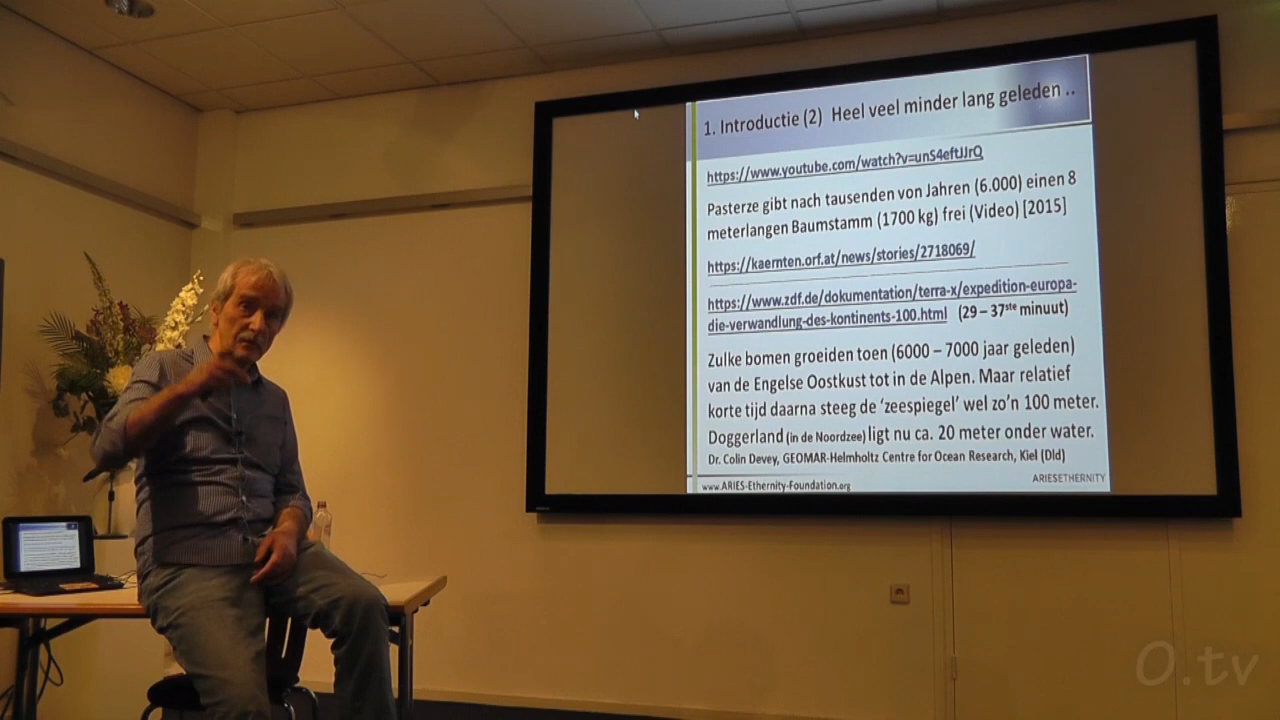 1. Introductie (2) Heel veel minder lang geleden ..
https://www.youtube.com/watch?v=unS4eftJJrQ
Pasterze gibt nach tausenden von Jahren (6.000) einen 8
meterlangen Baumstamm (1700 kg) frei (Video) [2015]
https://kaernten.orf.at/news/stories/2718069/
https://www.zdf.de/dokumentation/terra-x/expedition-europa-
die-verwandlung-des-kontinents-100.html (29 – 37ste minuut)
Zulke bomen groeiden toen (6000 – 7000 jaar geleden)
van de Engelse Oostkust tot in de Alpen. Maar relatief
korte tijd daarna steeg de ‘zeespiegel’ wel zo’n 100 meter.
Doggerland (in de Noordzee) ligt nu ca. 20 meter onder water.
Dr. Colin Devey, GEOMAR-Helmholtz Centre for Ocean Research, Kiel (Dld)
www.ARIES-Ethernity-Foundation.org
ARIESETHERNITY
O.tv